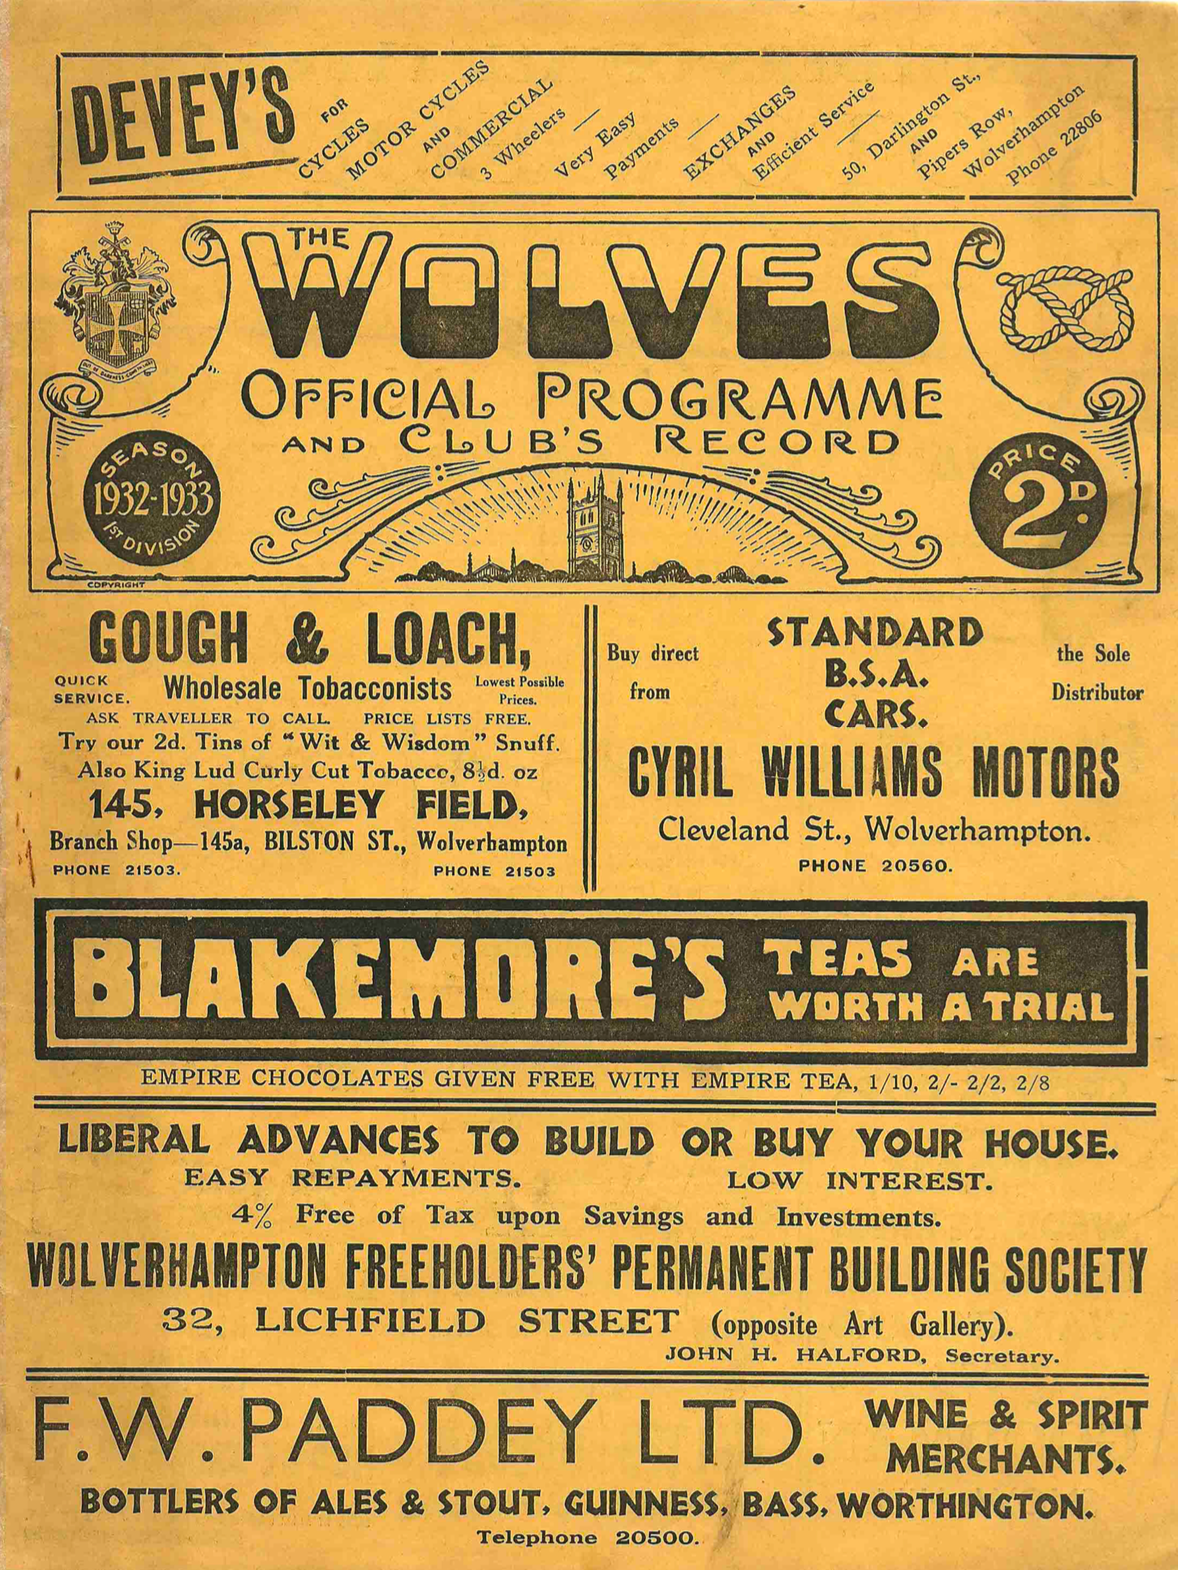 DEVEY'S
FOR
CYCLES
MOTOR CYCLES
AND
COMMERCIAL
3 Wheelers
Very Easy
Payments
EXCHANGES
AND
Efficient Service
50, Darlington St.,
AND
Pipers Row,
Wolverhampton
Phone 22806
THE
WOLVES
OFFICIAL PROGRAMME
AND CLUB'S RECORD
SEASON
1932-1933
1ST DIVISION
PRICE
2D.
COPYRIGHT
GOUGH & LOACH,
QUICK SERVICE. Wholesale Tobacconists Lowest Possible Prices.
ASK TRAVELLER TO CALL. PRICE LISTS FREE.
Try our 2d. Tins of "Wit & Wisdom" Snuff.
Also King Lud Curly Cut Tobacco, 8½d. oz
145, HORSELEY FIELD,
Branch Shop—145a, BILSTON ST., Wolverhampton
PHONE 21503. PHONE 21503
Buy direct
from
STANDARD
B.S.A.
CARS.
the Sole
Distributor
CYRIL WILLIAMS MOTORS
Cleveland St., Wolverhampton.
PHONE 20560.
BLAKEMORE'S TEAS ARE
WORTH A TRIAL
EMPIRE CHOCOLATES GIVEN FREE WITH EMPIRE TEA, 1/10, 2/- 2/2, 2/8
LIBERAL ADVANCES TO BUILD OR BUY YOUR HOUSE.
EASY REPAYMENTS. LOW INTEREST.
4% Free of Tax upon Savings and Investments.
WOLVERHAMPTON FREEHOLDERS' PERMANENT BUILDING SOCIETY
32, LICHFIELD STREET (opposite Art Gallery).
JOHN H. HALFORD, Secretary.
F.W. PADDEY LTD. WINE & SPIRIT
MERCHANTS.
BOTTLERS OF ALES & STOUT, GUINNESS, BASS, WORTHINGTON.
Telephone 20500.